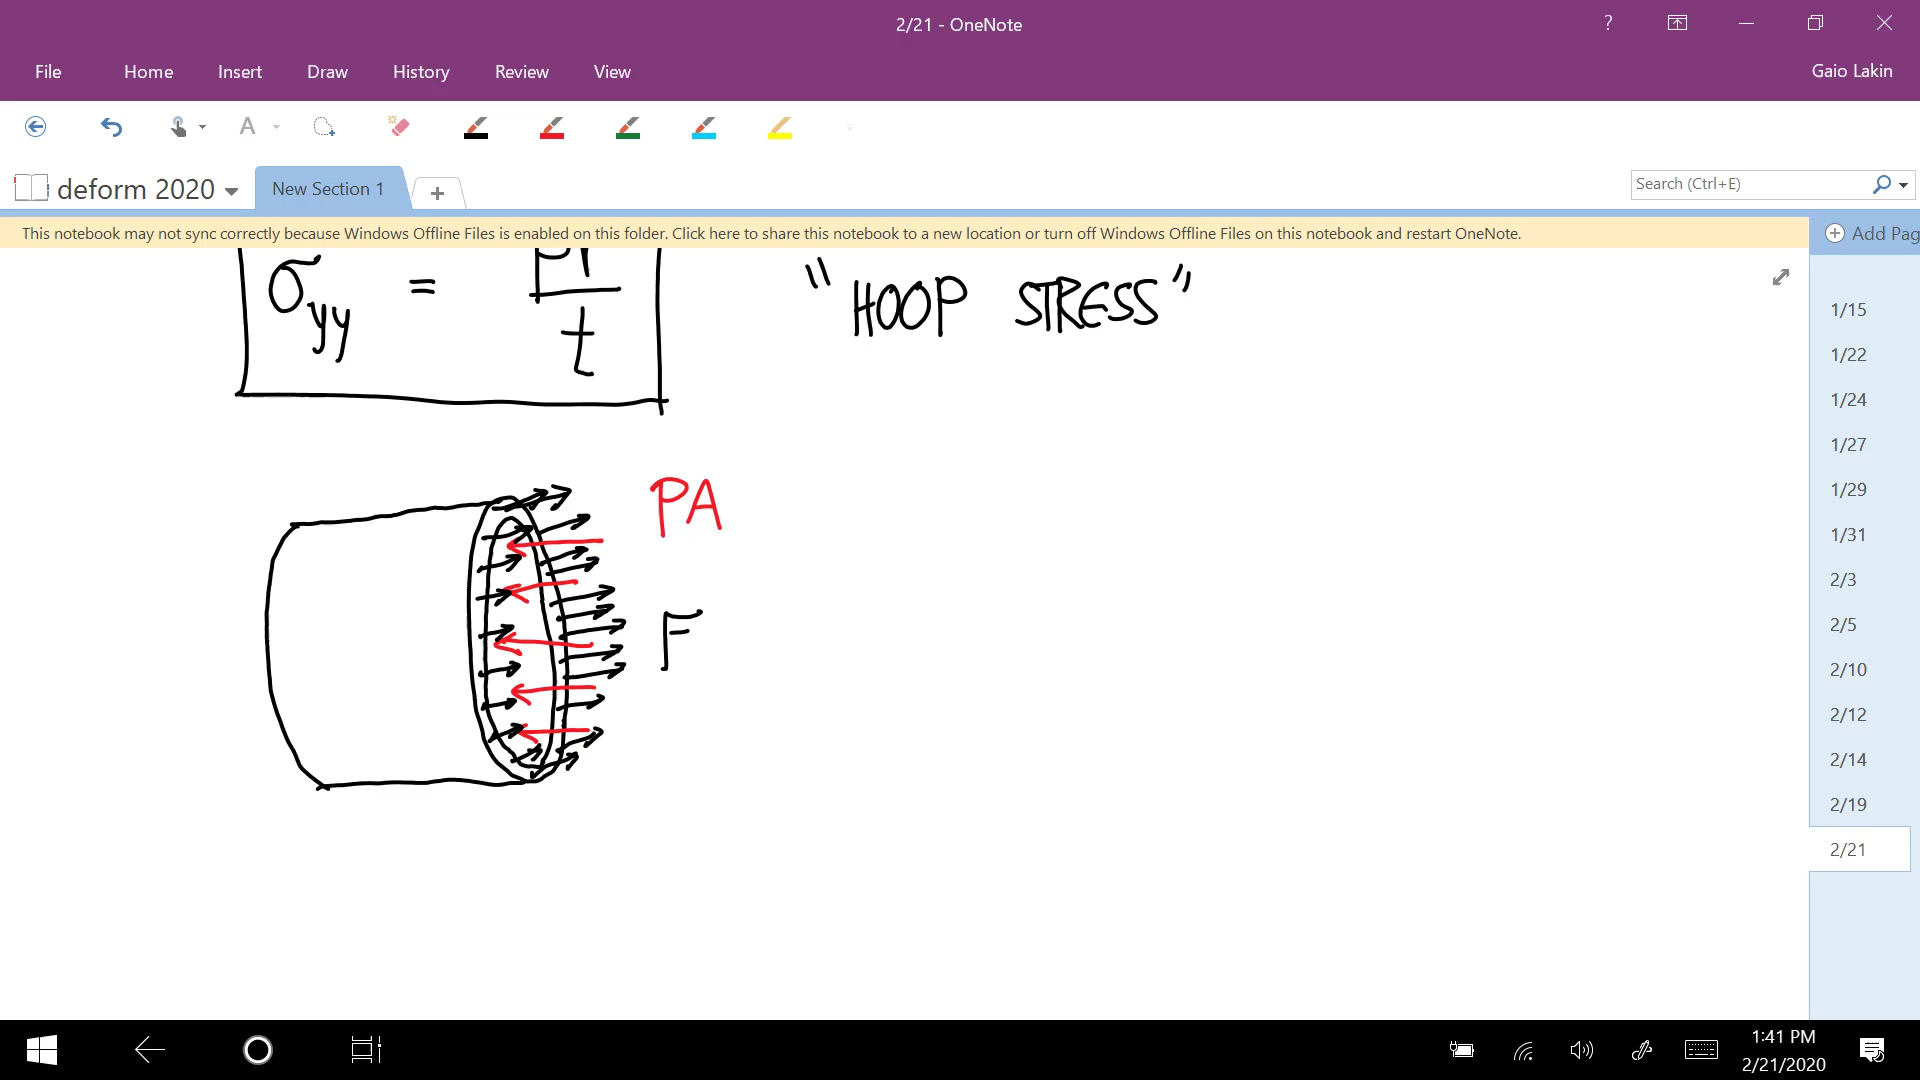 2/21 - OneNote
File Home Insert Draw History Review View
Gaio Lakin
deform 2020
New Section 1
Search (Ctrl+E)
This notebook may not sync correctly because Windows Offline Files is enabled on this folder. Click here to share this notebook to a new location or turn off Windows Offline Files on this notebook and restart OneNote.
Add Pag
σyy = pr/t
"HOOP STRESS"
PA
F
1/15
1/22
1/24
1/27
1/29
1/31
2/3
2/5
2/10
2/12
2/14
2/19
2/21
1:41 PM
2/21/2020